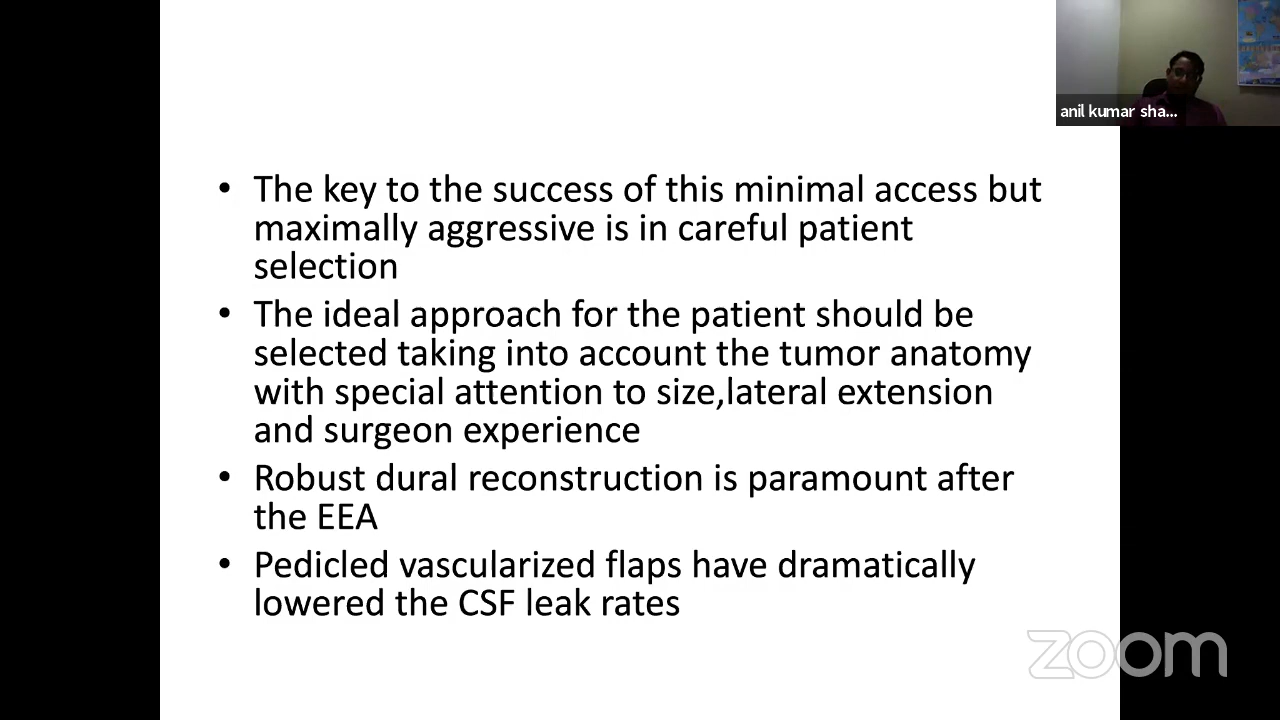 anil kumar sha...
• The key to the success of this minimal access but
maximally aggressive is in careful patient
selection
• The ideal approach for the patient should be
selected taking into account the tumor anatomy
with special attention to size,lateral extension
and surgeon experience
• Robust dural reconstruction is paramount after
the EEA
• Pedicled vascularized flaps have dramatically
lowered the CSF leak rates
zoom